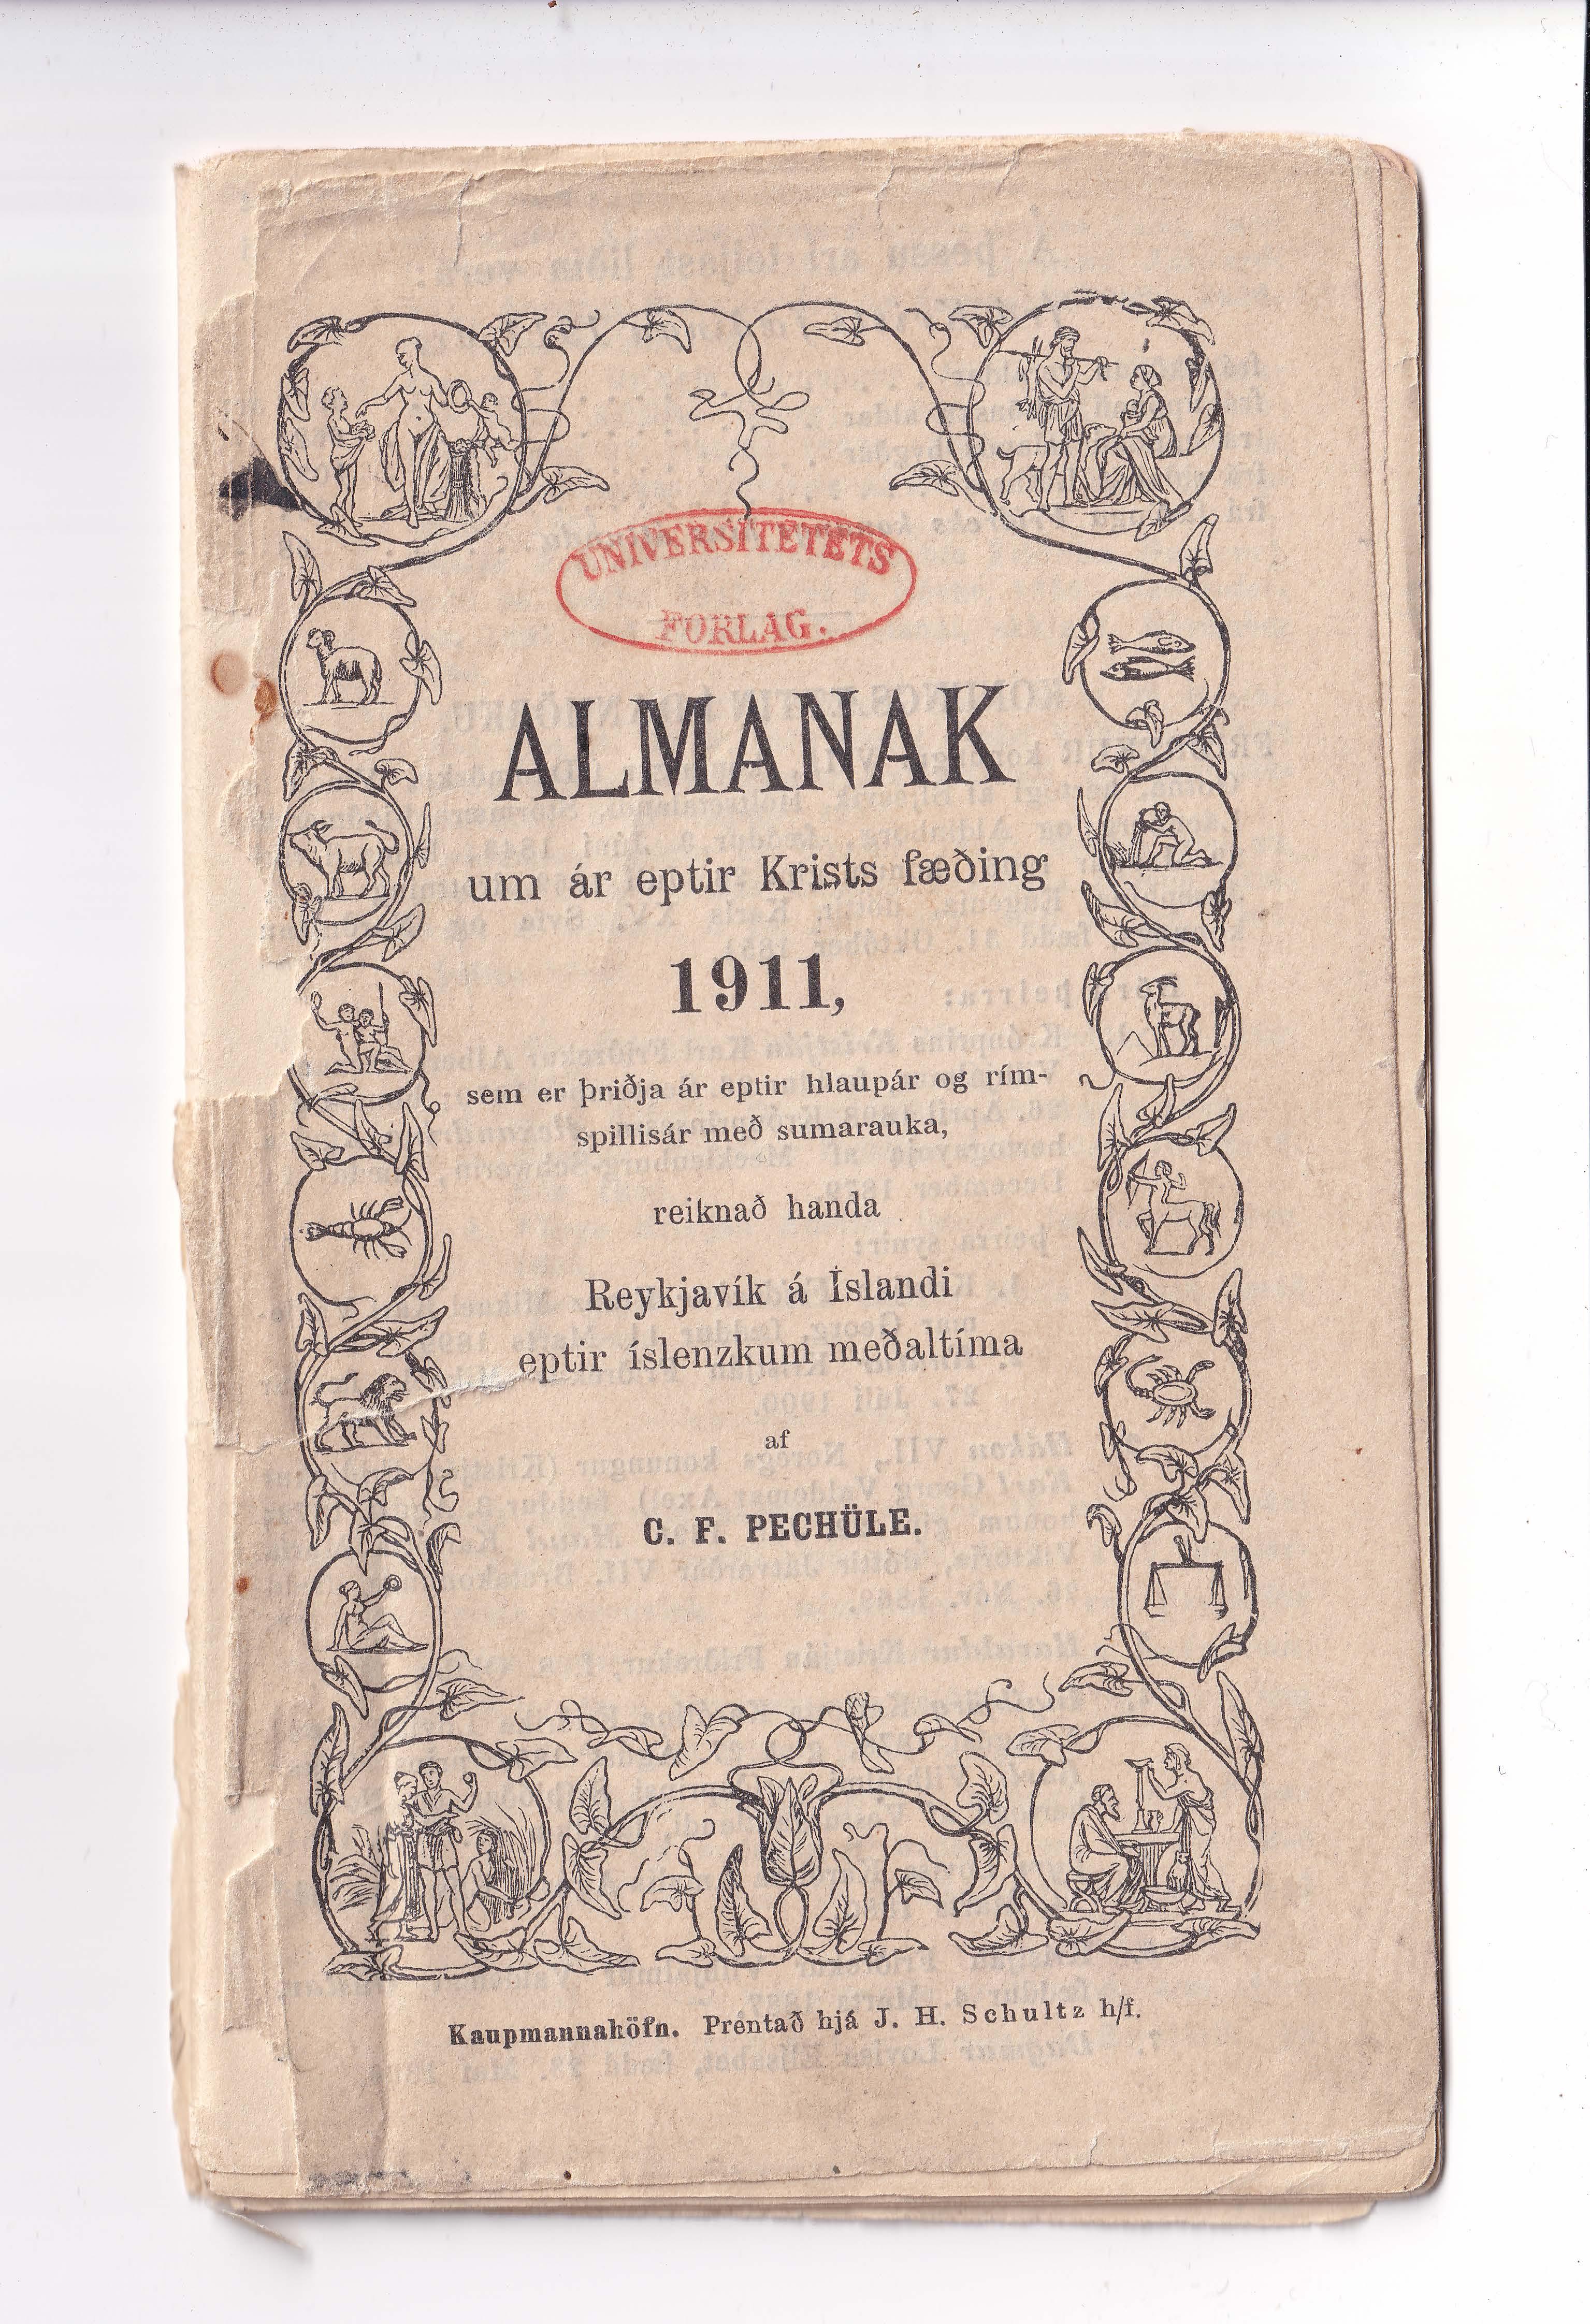 UNIVERSITETETS
FORLAG.
ALMANAK
um ár eptir Krists fæðing
1911,
sem er þriðja ár eptir hlaupár og rím-
spillisár með sumarauka,
reiknað handa
Reykjavík á Íslandi
eptir íslenzkum meðaltíma
af
C. F. PECHÜLE.
Kaupmannahöfn. Prentað hjá J. H. Schultz h/f.